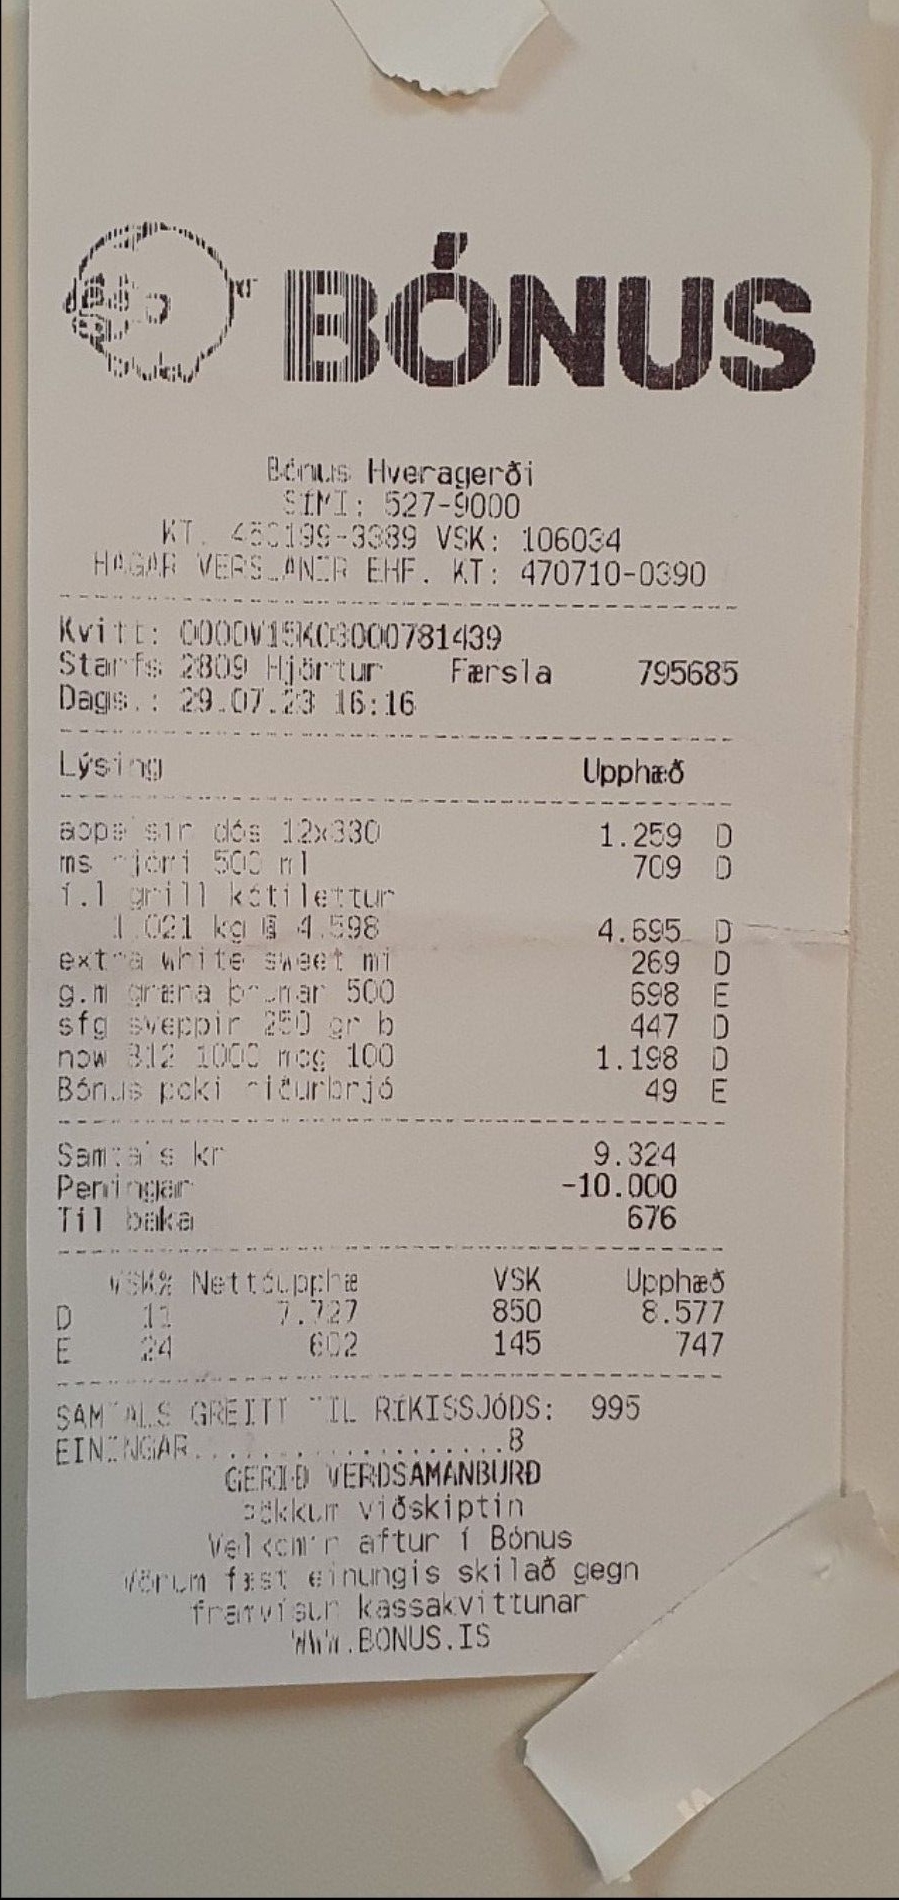 BÓNUS
Bónus Hveragerði
SÍMI: 527-9000
KT. 450199-3389 VSK: 106034
HAGAR VERSLANIR EHF. KT: 470710-0390
Kvitt: 0000W15K03000781439
Starfs 2809 Hjörtur Færsla 795685
Dags.: 29.07.23 16:16
Lýsing Upphæð
appelsín dós 12x330 1.259 D
ms rjómi 500 ml 709 D
í.l grill kótilettur
1.021 kg @ 4.598 4.695 D
extra white sweet mi 269 D
g.m græna þruman 500 698 E
sfg sveppir 250 gr b 447 D
now B12 1000 mcg 100 1.198 D
Bónus poki niðurbrjó 49 E
Samtals kr 9.324
Peningar -10.000
Til baka 676
VSK% Nettóupphæ VSK Upphæð
D 11 7.727 850 8.577
E 24 602 145 747
SAMTALS GREITT TIL RÍKISSJÓÐS: 995
EININGAR....................8
GERIÐ VERÐSAMANBURÐ
Þökkum viðskiptin
Velkomin aftur í Bónus
Vörum fæst einungis skilað gegn
framvísun kassakvittunar
WWW.BONUS.IS